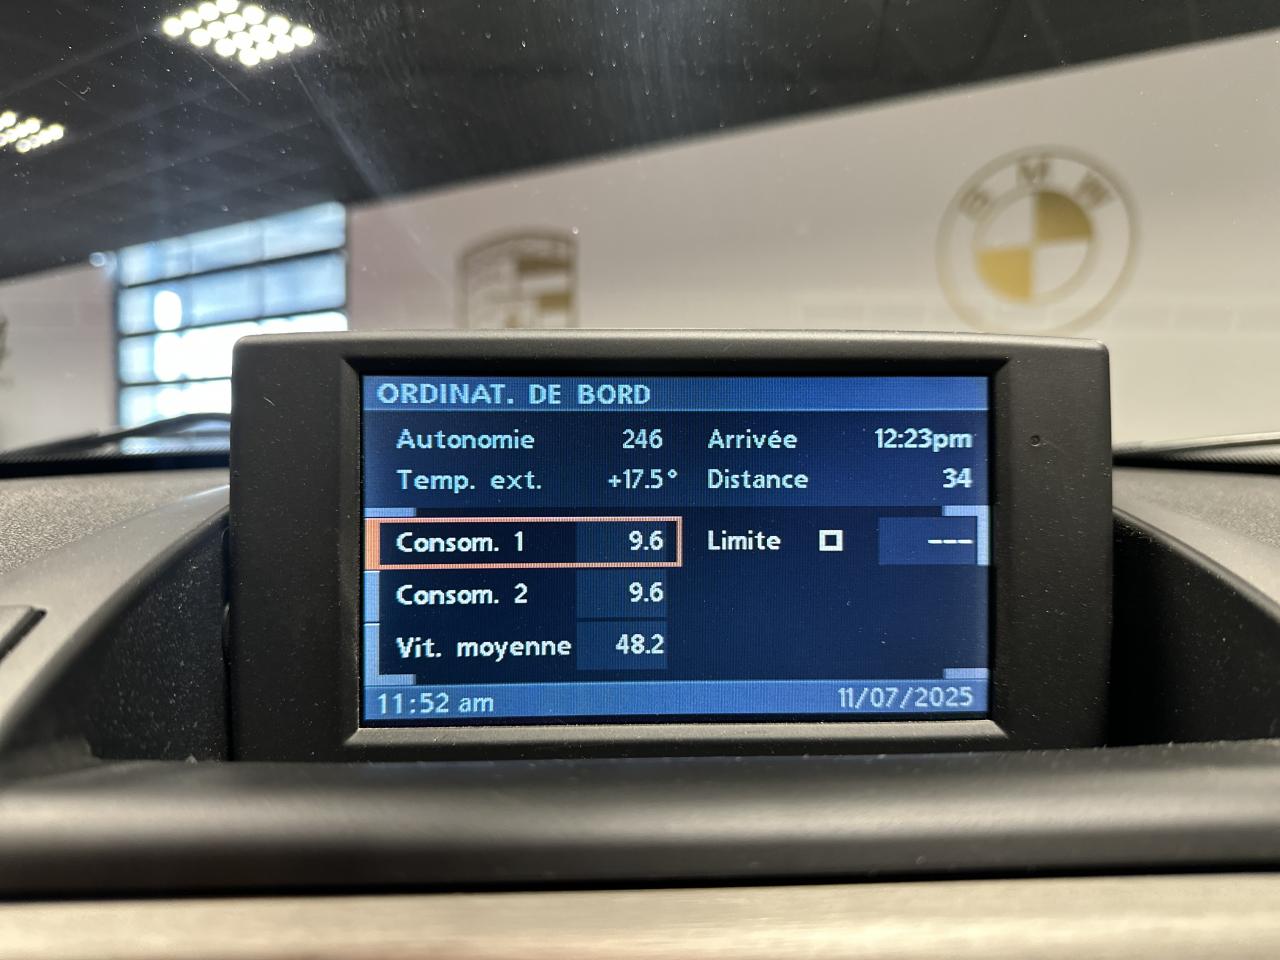 BMW
ORDINAT. DE BORD
Autonomie 246 Arrivée 12:23pm
Temp. ext. +17.5° Distance 34
Consom. 1 9.6 Limite ---
Consom. 2 9.6
Vit. moyenne 48.2
11:52 am 11/07/2025